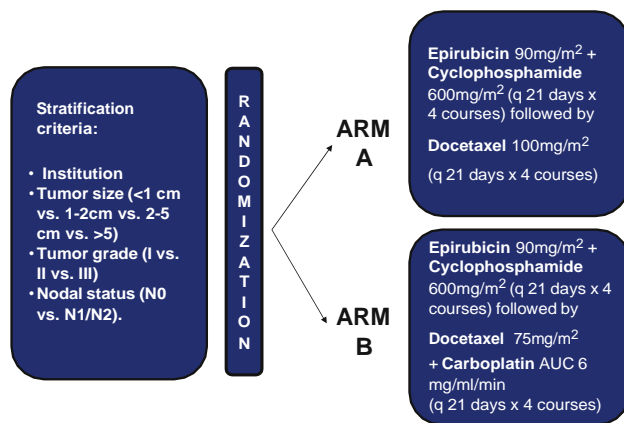 Stratification
criteria:
• Institution
• Tumor size (<1 cm
vs. 1-2cm vs. 2-5
cm vs. >5)
• Tumor grade (I vs.
II vs. III)
• Nodal status (N0
vs. N1/N2).
RANDOMIZATION
ARM
A
Epirubicin 90mg/m² +
Cyclophosphamide
600mg/m² (q 21 days x
4 courses) followed by
Docetaxel 100mg/m²
(q 21 days x 4 courses)
ARM
B
Epirubicin 90mg/m² +
Cyclophosphamide
600mg/m² (q 21 days x 4
courses) followed by
Docetaxel 75mg/m²
+ Carboplatin AUC 6
mg/ml/min
(q 21 days x 4 courses)